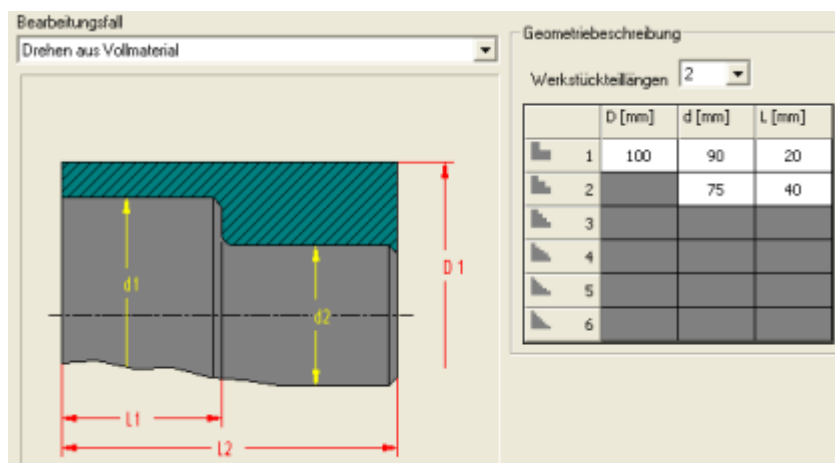 Bearbeitungsfall
Drehen aus Vollmaterial
Geometriebeschreibung
Werkstückteillängen 2
D [mm] d [mm] L [mm]
1 100 90 20
2 75 40
3
4
5
6
D 1
d1
d2
L1
L2